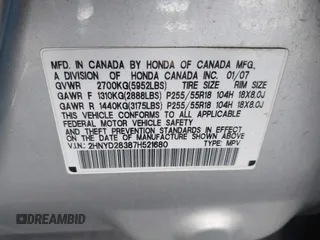 MFD. IN CANADA BY HONDA OF CANADA MFG.
A DIVISION OF HONDA CANADA INC. 01/07
GVWR 2700KG(5952LBS) TIRE SIZE RIM SIZE
GAWR F 1310KG(2888LBS) P255/55R18 104H 18X8.0J
GAWR R 1440KG(3175LBS) P255/55R18 104H 18X8.0J
THIS VEHICLE CONFORMS TO ALL APPLICABLE
FEDERAL MOTOR VEHICLE SAFETY AND
BUMPER STANDARDS IN EFFECT ON THE
DATE OF MANUFACTURE SHOWN ABOVE.
V.I.N.: 2HNYD28387H521680 TYPE: MPV
DREAMBID